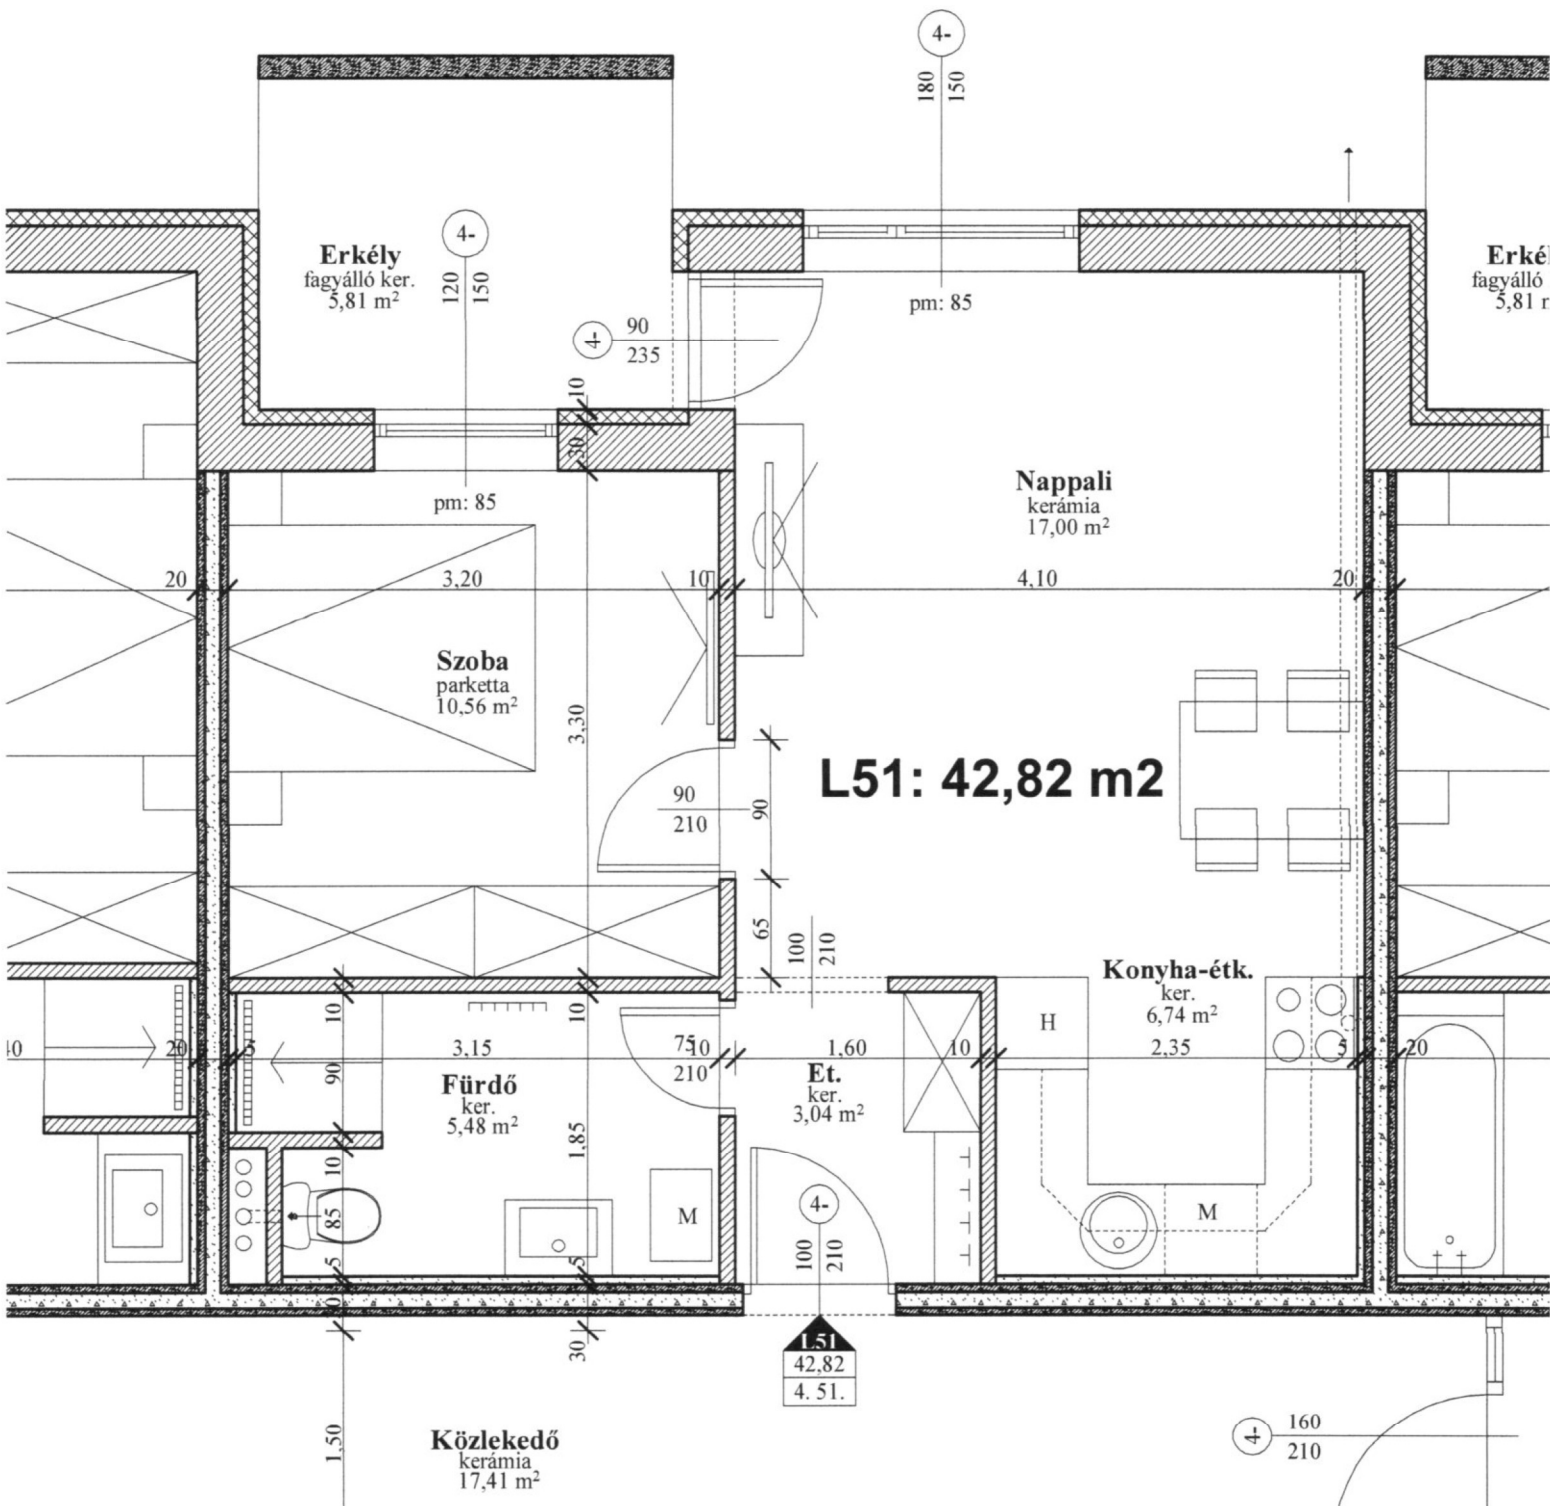 4-
180
150
Erkély
fagyálló ker.
5,81 m²
4-
120
150
4-
90
235
pm: 85
Erkél
fagyálló
5,81 m
10
30
pm: 85
Nappali
kerámia
17,00 m²
20
3,20
10
4,10
20
Szoba
parketta
10,56 m²
3,30
L51: 42,82 m2
90
210
90
65
100
210
Konyha-étk.
ker.
6,74 m²
H
10
10
40
20
5
3,15
75
210
10
1,60
10
2,35
5
20
90
Fürdő
ker.
5,48 m²
Et.
ker.
3,04 m²
1,85
10
85
M
4-
100
210
M
5
5
30
L51
42,82
4. 51.
1,50
Közlekedő
kerámia
17,41 m²
4-
160
210